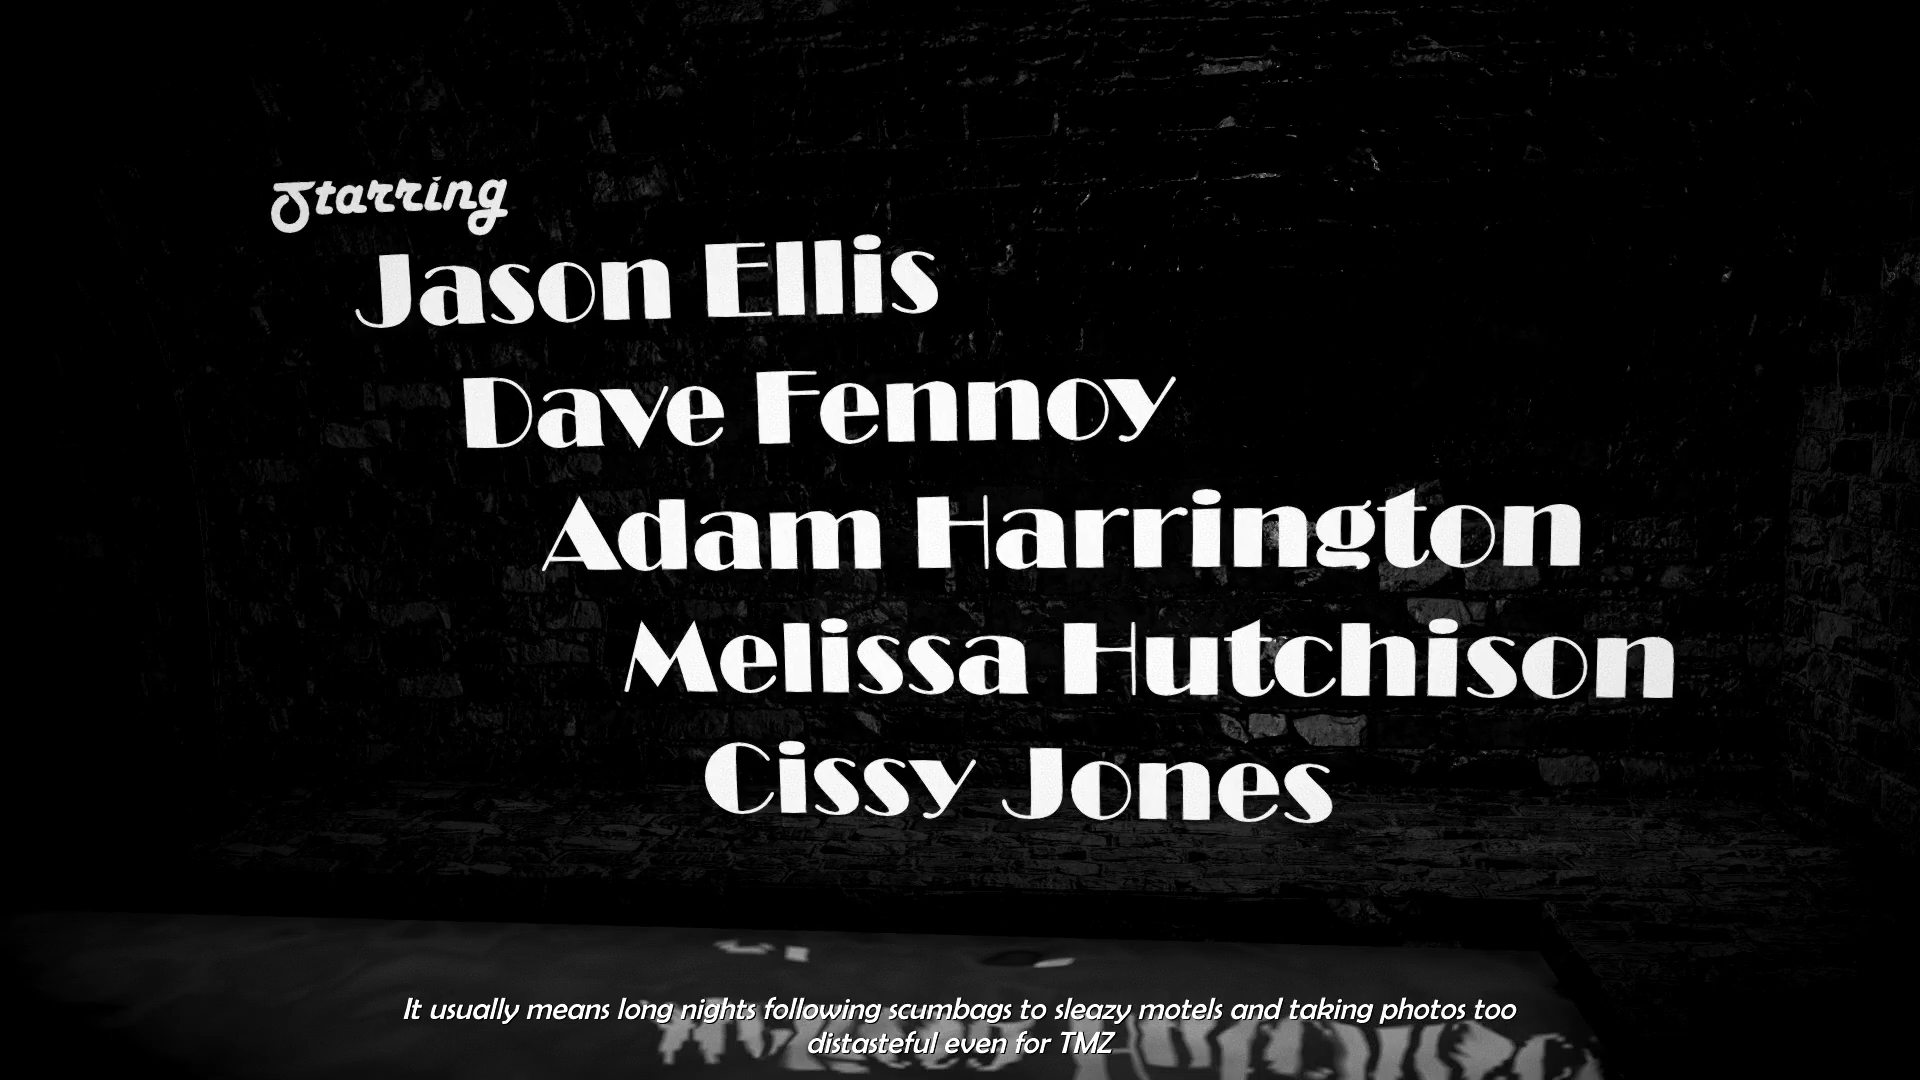 Starring
Jason Ellis
Dave Fennoy
Adam Harrington
Melissa Hutchison
Cissy Jones
It usually means long nights following scumbags to sleazy motels and taking photos too
distasteful even for TMZ